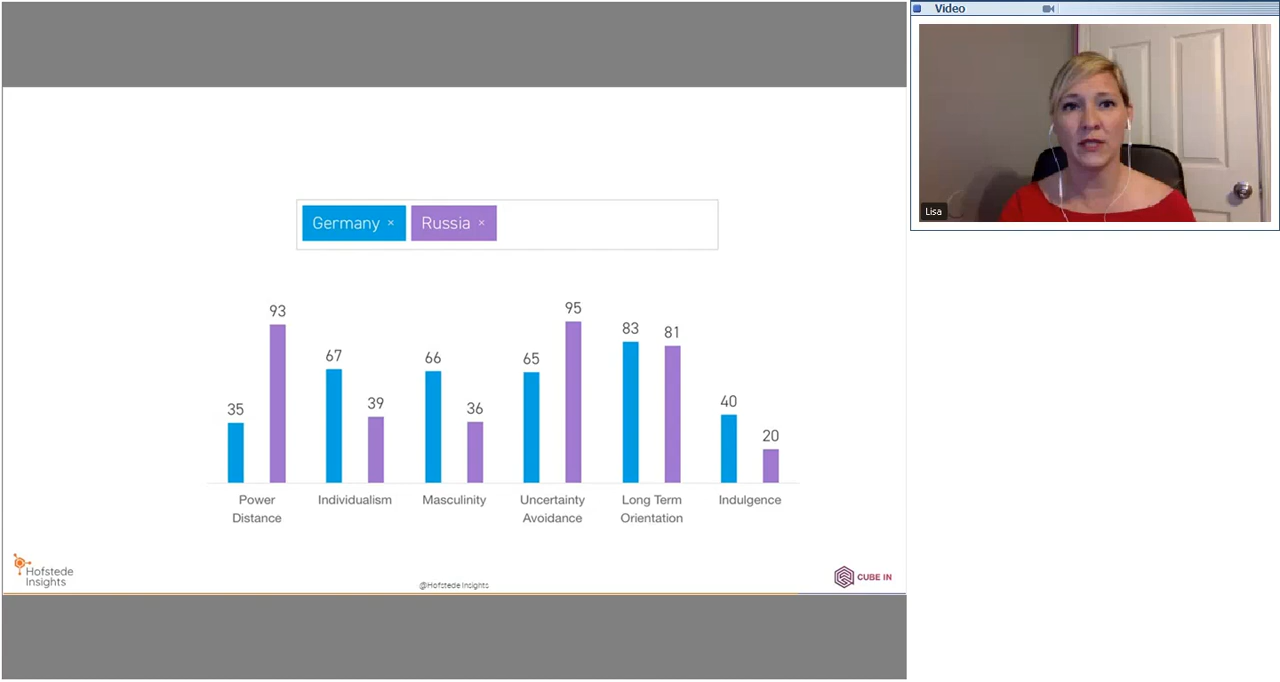 Video
Lisa
Germany ×
Russia ×
93
95
83
81
67
66
65
35
39
36
40
20
Power
Distance
Individualism
Masculinity
Uncertainty
Avoidance
Long Term
Orientation
Indulgence
Hofstede
Insights
@Hofstede Insights
CUBE IN